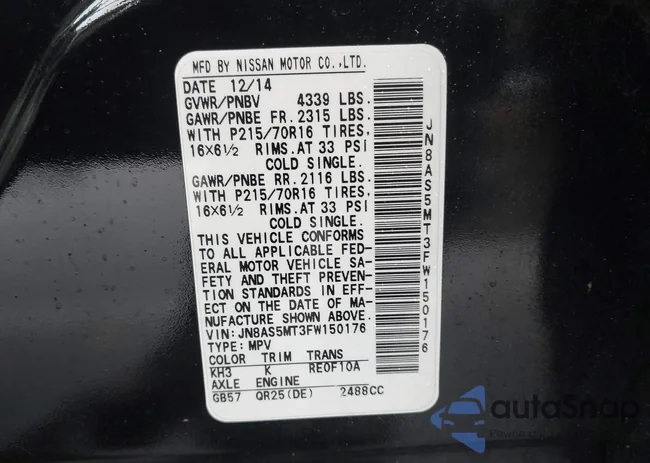 MFD BY NISSAN MOTOR CO.,LTD.
DATE 12/14
GVWR/PNBV 4339 LBS.
GAWR/PNBE FR. 2315 LBS.
WITH P215/70R16 TIRES,
16X6½ RIMS.AT 33 PSI
COLD SINGLE.
GAWR/PNBE RR. 2116 LBS.
WITH P215/70R16 TIRES,
16X6½ RIMS.AT 33 PSI
COLD SINGLE.
THIS VEHICLE CONFORMS
TO ALL APPLICABLE FED-
ERAL MOTOR VEHICLE SA-
FETY AND THEFT PREVEN-
TION STANDARDS IN EFF-
ECT ON THE DATE OF MA-
NUFACTURE SHOWN ABOVE.
VIN:JN8AS5MT3FW150176
TYPE:MPV
COLOR TRIM TRANS
KH3 K RE0F10A
AXLE ENGINE
GB57 QR25(DE) 2488CC
JN8AS5MT3FW150176
autoSnap